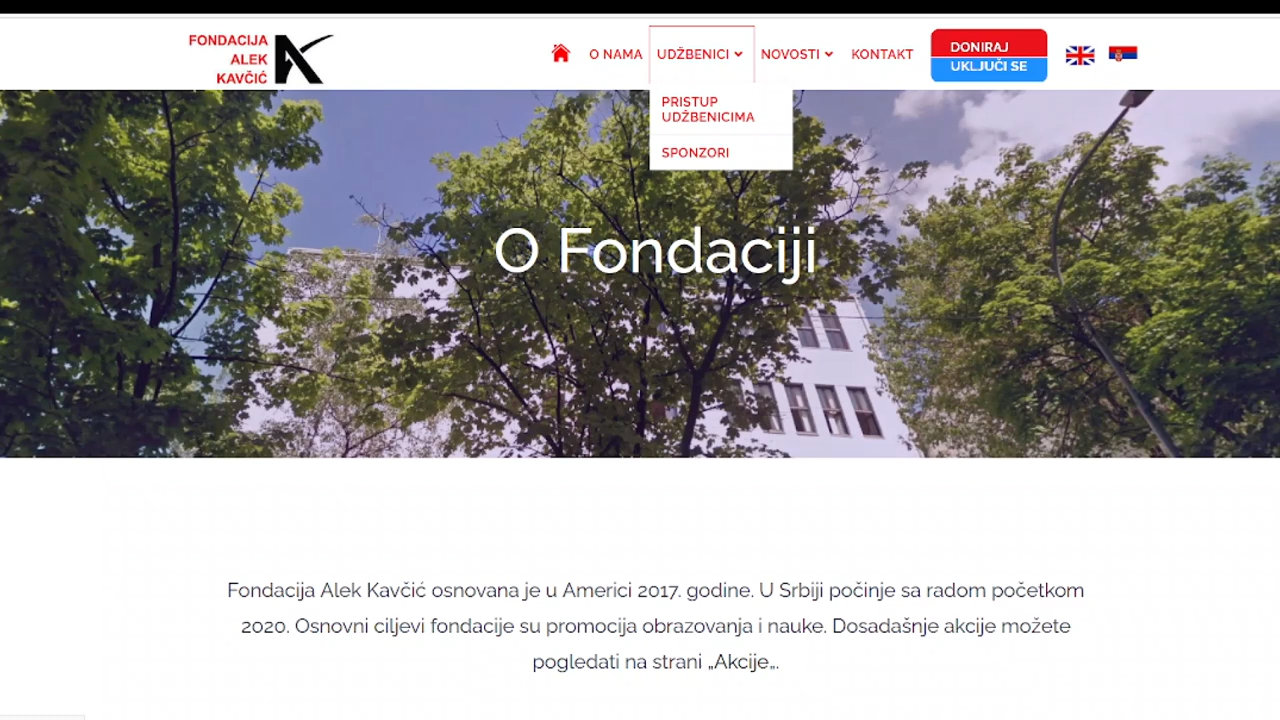 FONDACIJA
ALEK
KAVČIĆ
O NAMA
UDŽBENICI
NOVOSTI
KONTAKT
DONIRAJ
UKLJUČI SE
PRISTUP
UDŽBENICIMA
SPONZORI
O Fondaciji
Fondacija Alek Kavčić osnovana je u Americi 2017. godine. U Srbiji počinje sa radom početkom
2020. Osnovni ciljevi fondacije su promocija obrazovanja i nauke. Dosadašnje akcije možete
pogledati na strani „Akcije„.